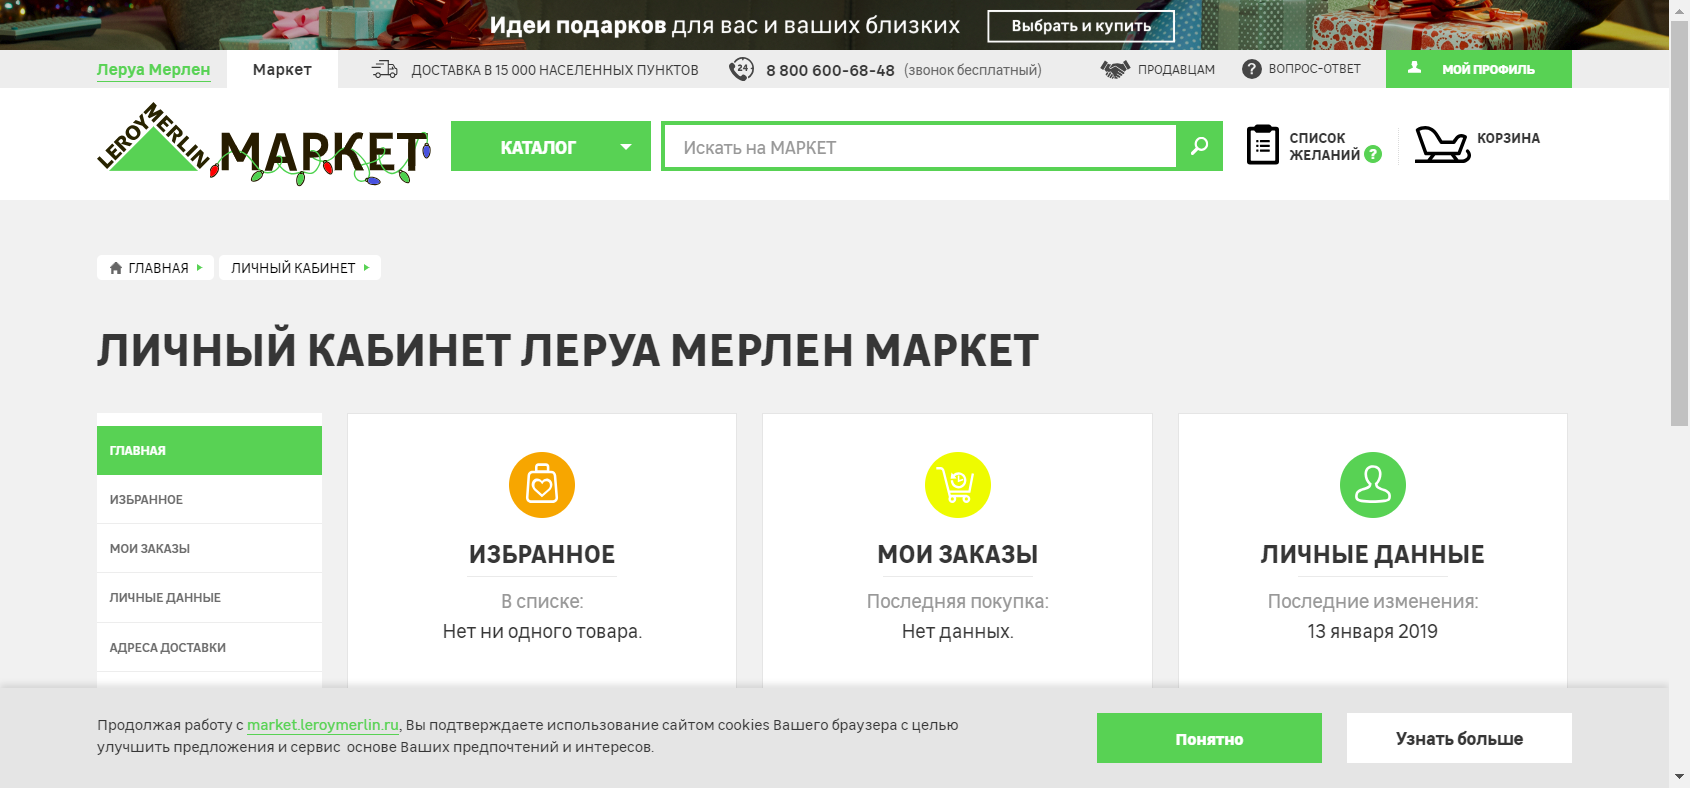 Идеи подарков для вас и ваших близких
Выбрать и купить
Леруа Мерлен
Маркет
ДОСТАВКА В 15 000 НАСЕЛЕННЫХ ПУНКТОВ
24
8 800 600-68-48 (звонок бесплатный)
ПРОДАВЦАМ
?
ВОПРОС-ОТВЕТ
МОЙ ПРОФИЛЬ
LEROY MERLIN
МАРКЕТ
КАТАЛОГ
Искать на МАРКЕТ
СПИСОК
ЖЕЛАНИЙ ?
КОРЗИНА
ГЛАВНАЯ
ЛИЧНЫЙ КАБИНЕТ
ЛИЧНЫЙ КАБИНЕТ ЛЕРУА МЕРЛЕН МАРКЕТ
ГЛАВНАЯ
ИЗБРАННОЕ
МОИ ЗАКАЗЫ
ЛИЧНЫЕ ДАННЫЕ
АДРЕСА ДОСТАВКИ
ИЗБРАННОЕ
В списке:
Нет ни одного товара.
МОИ ЗАКАЗЫ
Последняя покупка:
Нет данных.
ЛИЧНЫЕ ДАННЫЕ
Последние изменения:
13 января 2019
Продолжая работу с market.leroymerlin.ru, Вы подтверждаете использование сайтом cookies Вашего браузера с целью
улучшить предложения и сервис основе Ваших предпочтений и интересов.
Понятно
Узнать больше